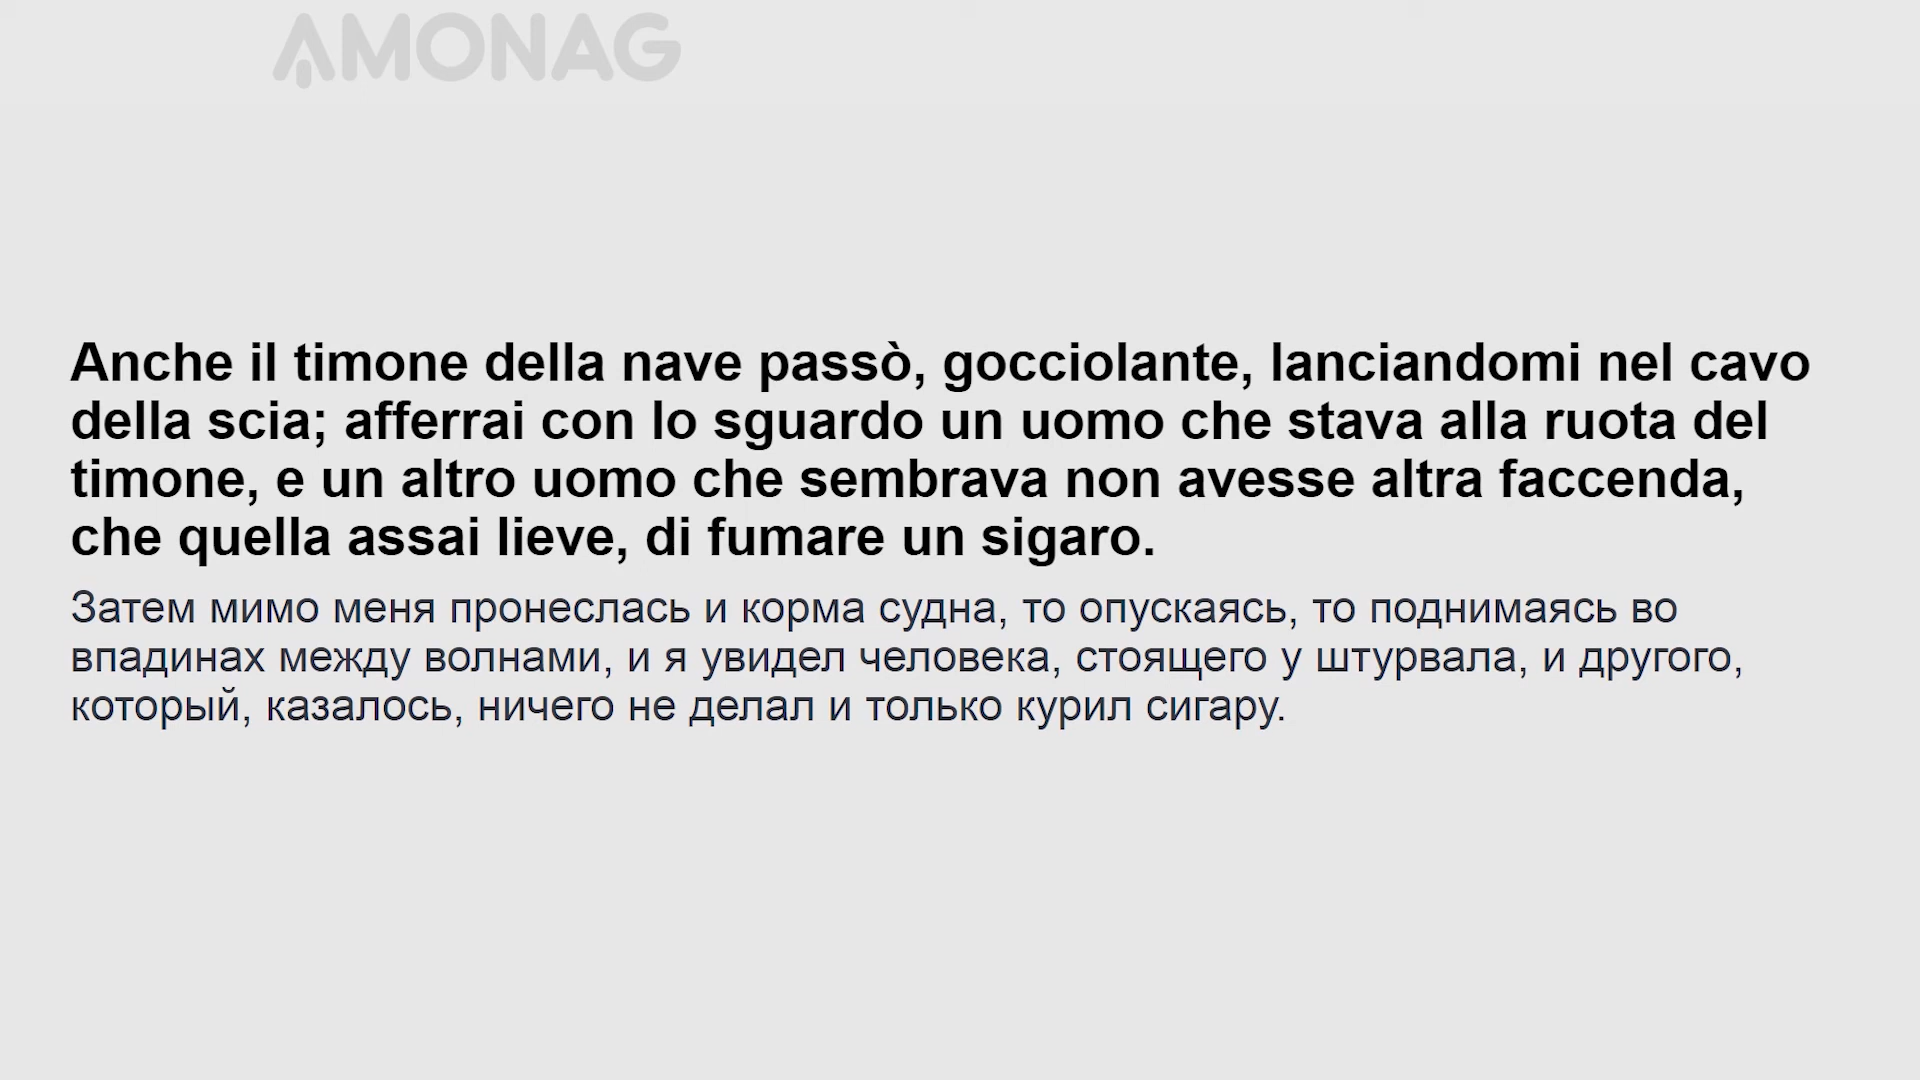 AMONAG
Anche il timone della nave passò, gocciolante, lanciandomi nel cavo
della scia; afferrai con lo sguardo un uomo che stava alla ruota del
timone, e un altro uomo che sembrava non avesse altra faccenda,
che quella assai lieve, di fumare un sigaro.
Затем мимо меня пронеслась и корма судна, то опускаясь, то поднимаясь во
впадинах между волнами, и я увидел человека, стоящего у штурвала, и другого,
который, казалось, ничего не делал и только курил сигару.